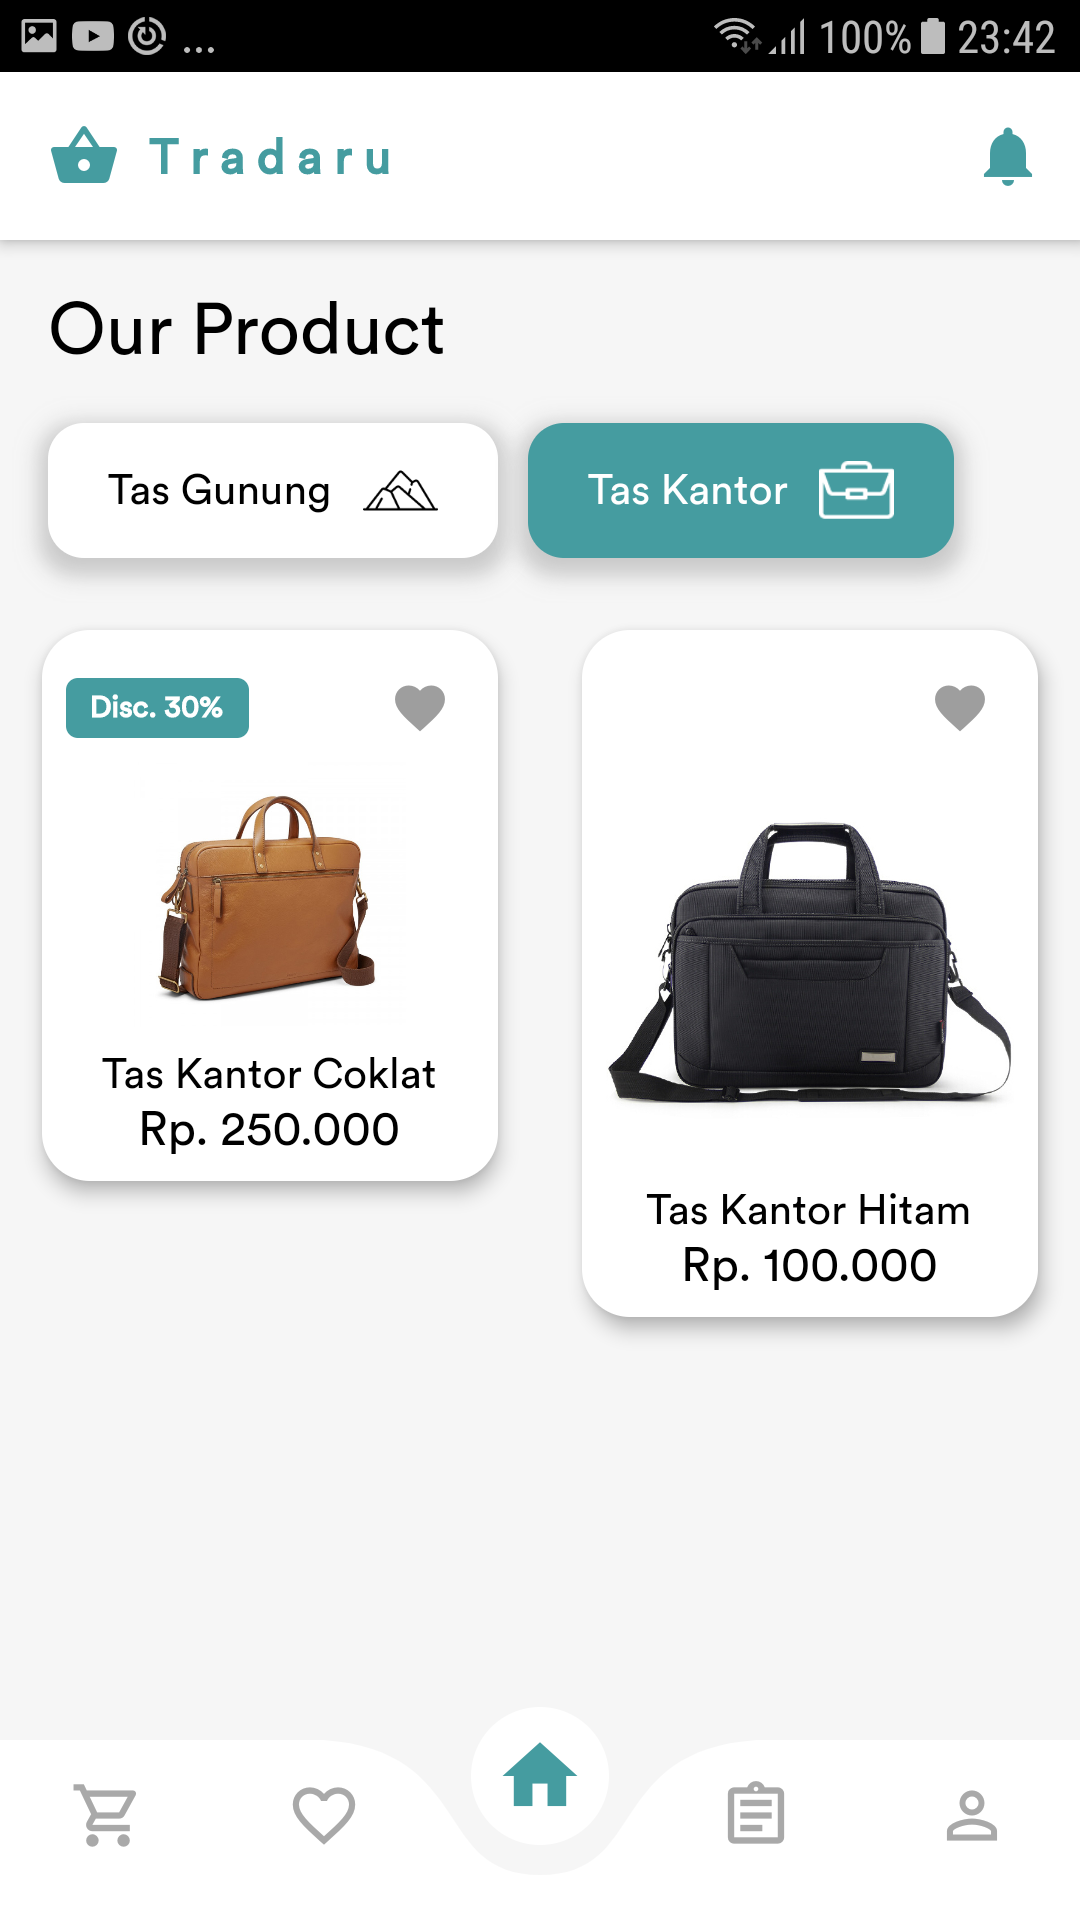 ... 100% 23:42
Tradaru
Our Product
Tas Gunung
Tas Kantor
Disc. 30%
Tas Kantor Coklat
Rp. 250.000
Tas Kantor Hitam
Rp. 100.000